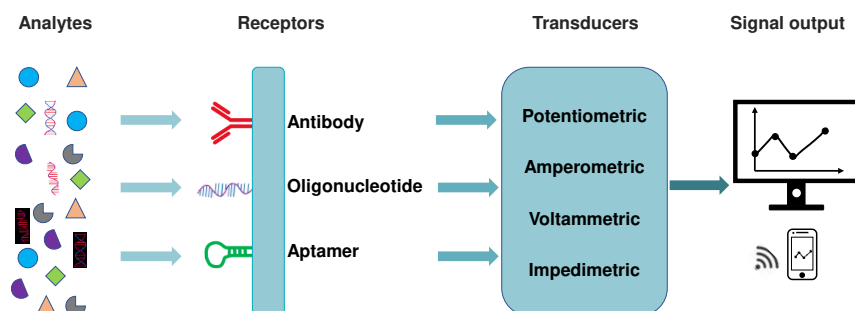 Analytes
Receptors
Transducers
Signal output
Antibody
Oligonucleotide
Aptamer
Potentiometric
Amperometric
Voltammetric
Impedimetric